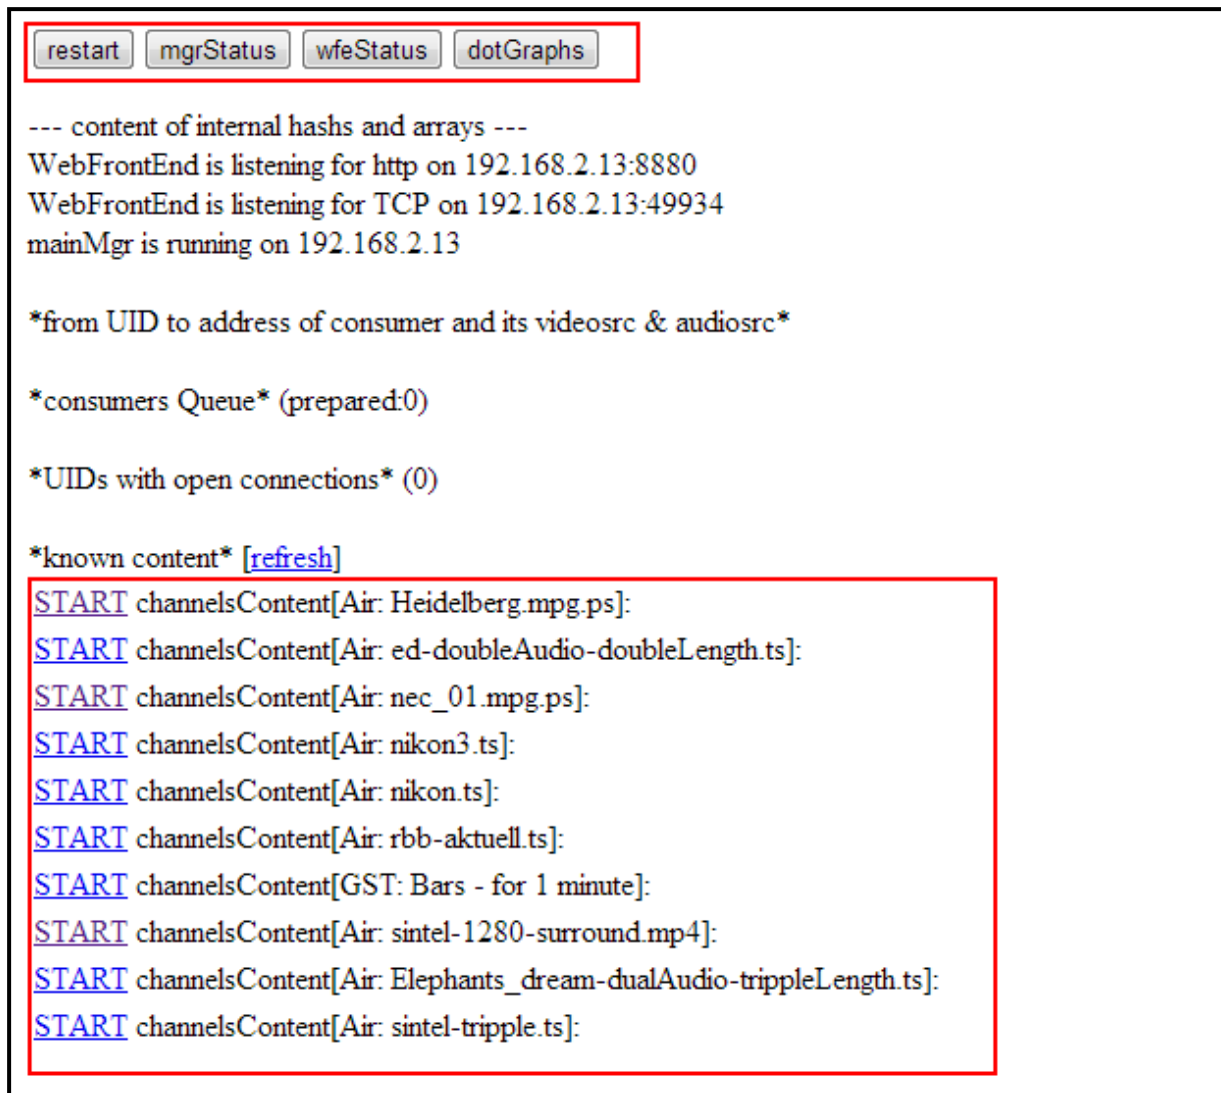 restart mgrStatus wfeStatus dotGraphs
--- content of internal hashs and arrays ---
WebFrontEnd is listening for http on 192.168.2.13:8880
WebFrontEnd is listening for TCP on 192.168.2.13:49934
mainMgr is running on 192.168.2.13
*from UID to address of consumer and its videosrc & audiosrc*
*consumers Queue* (prepared:0)
*UIDs with open connections* (0)
*known content* [refresh]
START channelsContent[Air: Heidelberg.mpg.ps]:
START channelsContent[Air: ed-doubleAudio-doubleLength.ts]:
START channelsContent[Air: nec_01.mpg.ps]:
START channelsContent[Air: nikon3.ts]:
START channelsContent[Air: nikon.ts]:
START channelsContent[Air: rbb-aktuell.ts]:
START channelsContent[GST: Bars - for 1 minute]:
START channelsContent[Air: sintel-1280-surround.mp4]:
START channelsContent[Air: Elephants_dream-dualAudio-trippleLength.ts]:
START channelsContent[Air: sintel-tripple.ts]: